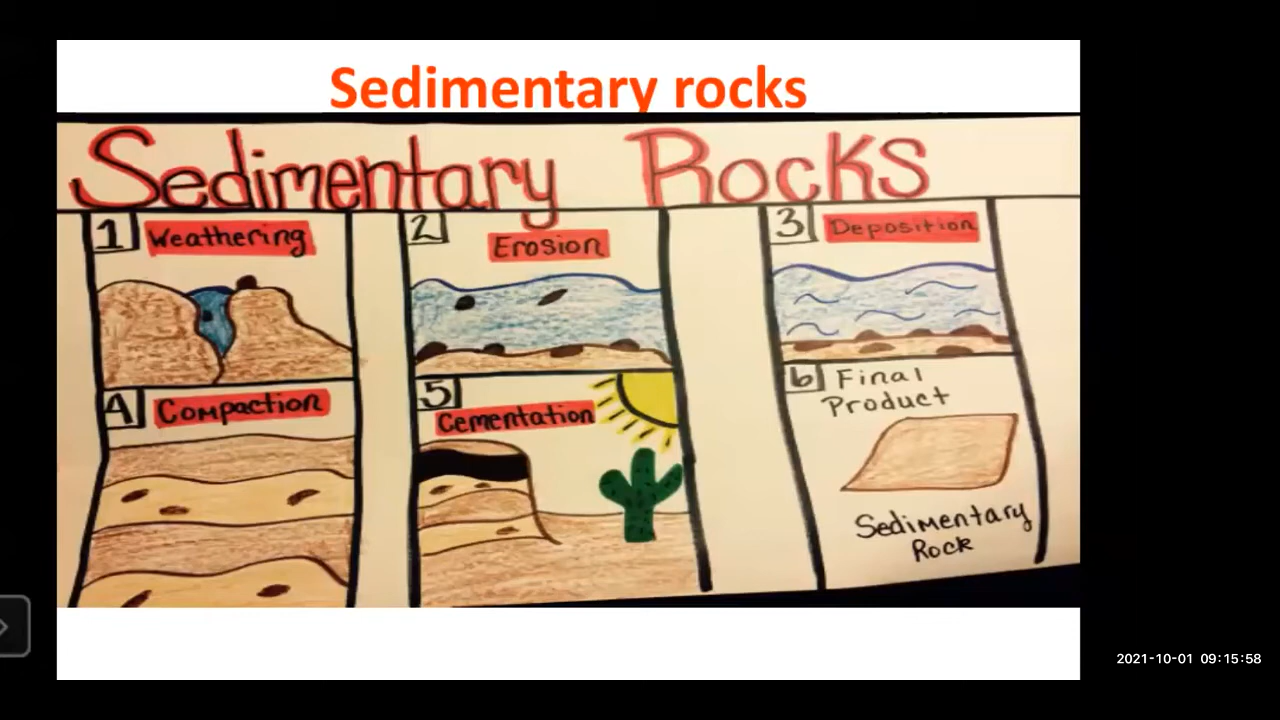 Sedimentary rocks
Sedimentary Rocks
1 Weathering
2 Erosion
3 Deposition
4 Compaction
5 Cementation
6 Final
Product
Sedimentary
Rock
2021-10-01 09:15:58